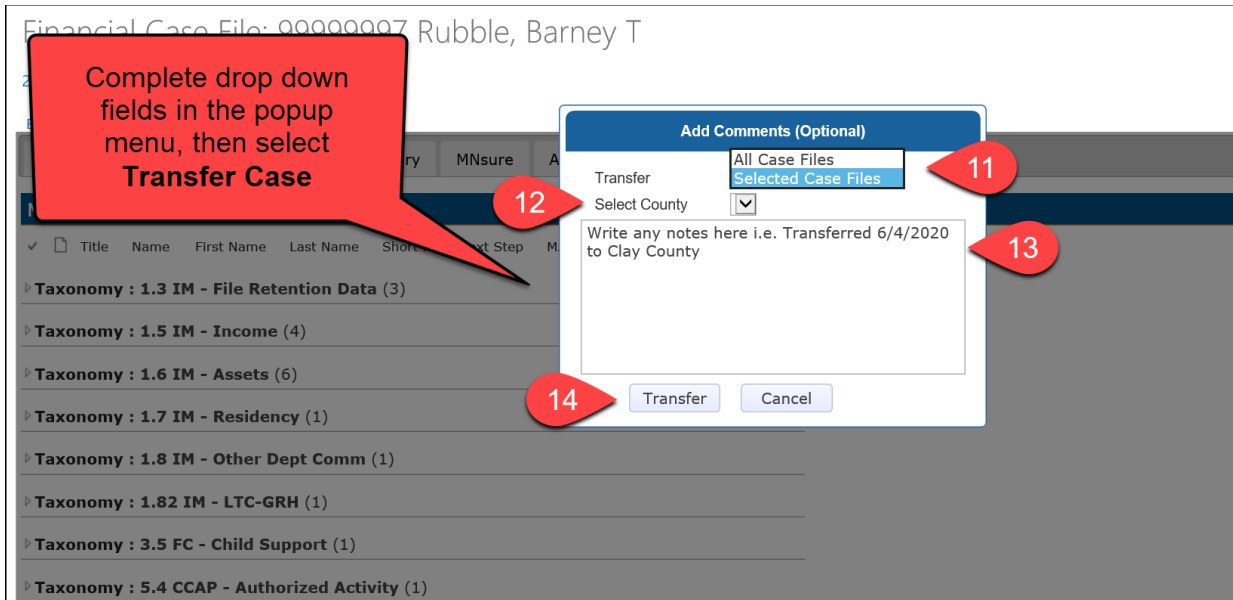 Financial Case File: 99999997 Rubble, Barney T
Complete drop down
fields in the popup
menu, then select
Transfer Case
ry MNsure A
Title Name First Name Last Name Short xt Step M
Taxonomy : 1.3 IM - File Retention Data (3)
Taxonomy : 1.5 IM - Income (4)
Taxonomy : 1.6 IM - Assets (6)
Taxonomy : 1.7 IM - Residency (1)
Taxonomy : 1.8 IM - Other Dept Comm (1)
Taxonomy : 1.82 IM - LTC-GRH (1)
Taxonomy : 3.5 FC - Child Support (1)
Taxonomy : 5.4 CCAP - Authorized Activity (1)
Add Comments (Optional)
All Case Files
Transfer Selected Case Files
11
12
Select County
Write any notes here i.e. Transferred 6/4/2020
to Clay County
13
14
Transfer Cancel